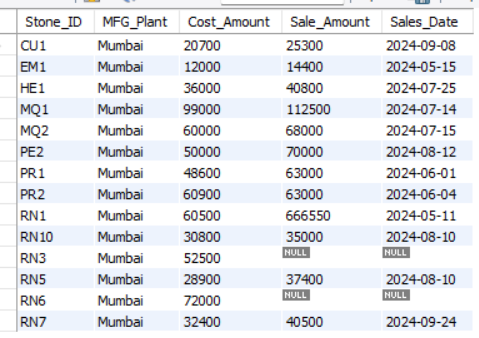 Stone_ID MFG_Plant Cost_Amount Sale_Amount Sales_Date
CU1 Mumbai 20700 25300 2024-09-08
EM1 Mumbai 12000 14400 2024-05-15
HE1 Mumbai 36000 40800 2024-07-25
MQ1 Mumbai 99000 112500 2024-07-14
MQ2 Mumbai 60000 68000 2024-07-15
PE2 Mumbai 50000 70000 2024-08-12
PR1 Mumbai 48600 63000 2024-06-01
PR2 Mumbai 60900 63000 2024-06-04
RN1 Mumbai 60500 666550 2024-05-11
RN10 Mumbai 30800 35000 2024-08-10
RN3 Mumbai 52500 NULL NULL
RN5 Mumbai 28900 37400 2024-08-10
RN6 Mumbai 72000 NULL NULL
RN7 Mumbai 32400 40500 2024-09-24